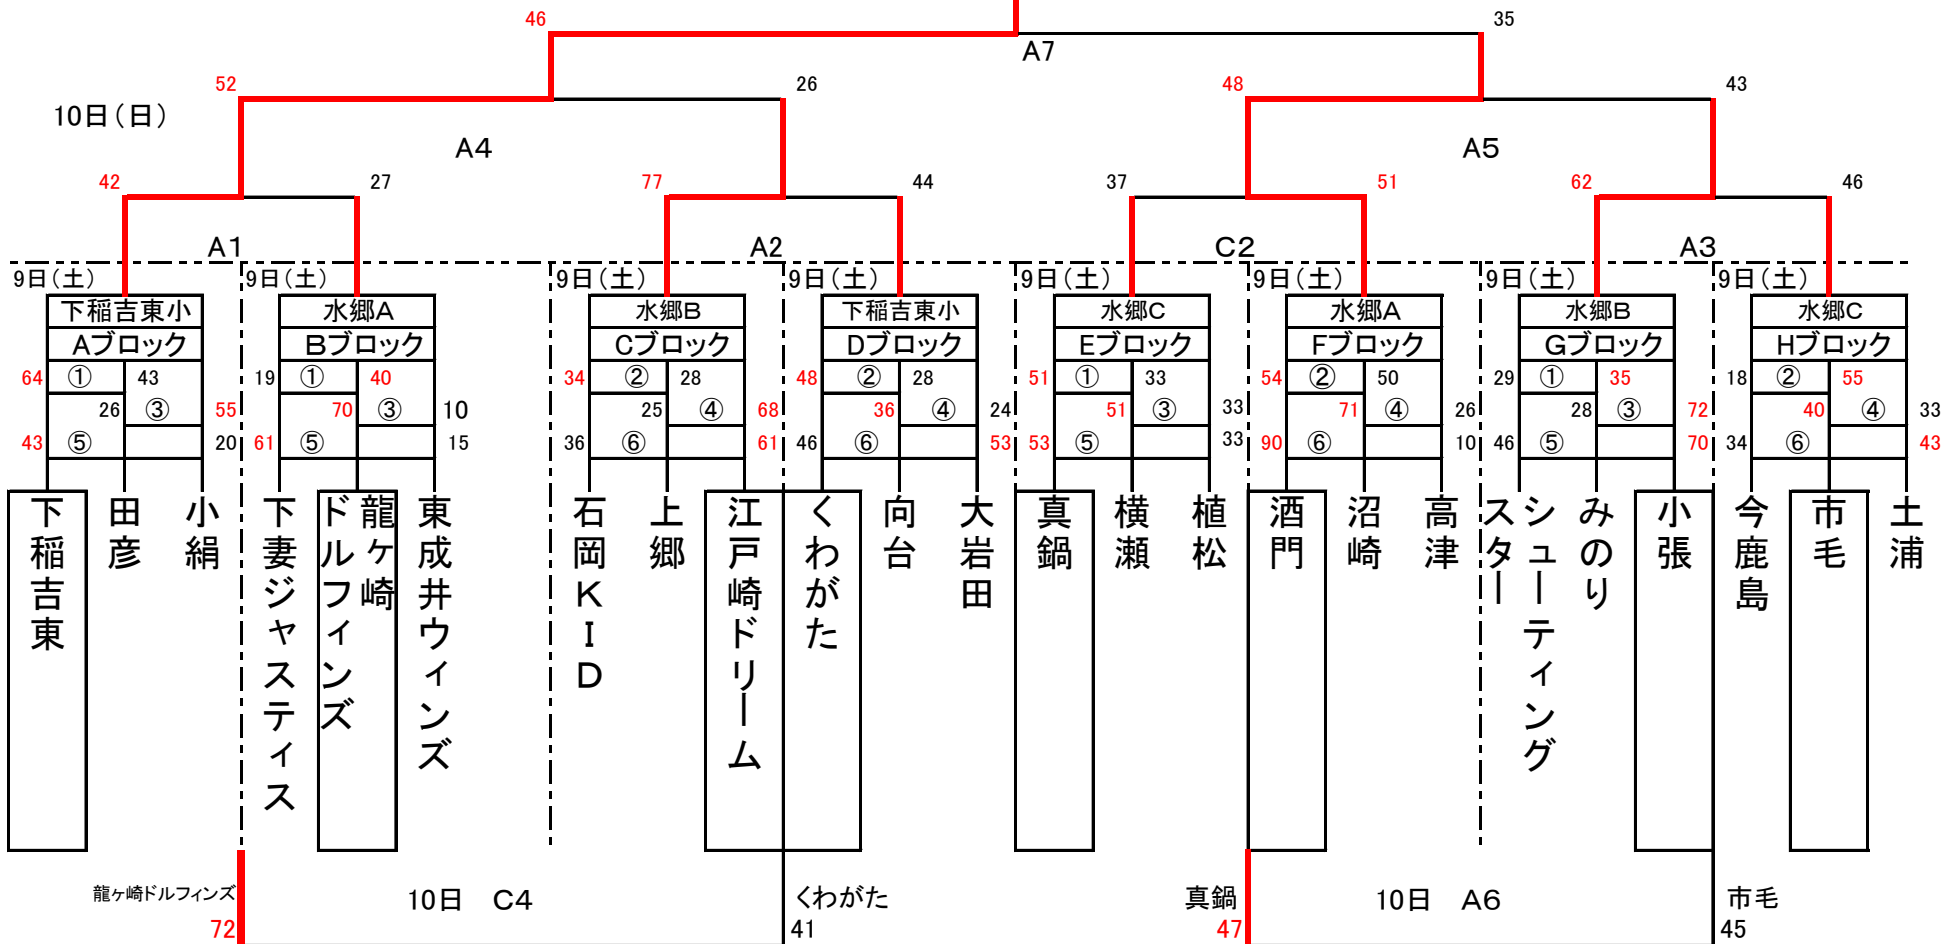 46
35
A7
52
26
48
43
10日(日)
A4
A5
42
27
77
44
37
51
62
46
A1
A2
C2
A3
9日(土)
9日(土)
9日(土)
9日(土)
9日(土)
9日(土)
9日(土)
9日(土)
下稲吉東小
水郷A
水郷B
下稲吉東小
水郷C
水郷A
水郷B
水郷C
Aブロック
Bブロック
Cブロック
Dブロック
Eブロック
Fブロック
Gブロック
Hブロック
64 ① 43
19 ① 40
34 ② 28
48 ② 28
51 ① 33
54 ② 50
29 ① 35
18 ② 55
26 ③ 55
70 ③ 10
25 ④ 68
36 ④ 24
51 ③ 33
71 ④ 26
28 ③ 72
40 ④ 33
43 ⑤ 20
61 ⑤ 15
36 ⑥ 61
46 ⑥ 53
53 ⑤ 33
90 ⑥ 10
46 ⑤ 70
34 ⑥ 43
下稲吉東
田彦
小絹
下妻ジャスティス
龍ヶ崎
ドルフィンズ
東成井ウィンズ
石岡KID
上郷
江戸崎ドリーム
くわがた
向台
大岩田
真鍋
横瀬
植松
酒門
沼崎
高津
シューティング
スター
みのり
小張
今鹿島
市毛
土浦
龍ヶ崎ドルフィンズ
10日 C4
くわがた
真鍋
10日 A6
市毛
72
41
47
45